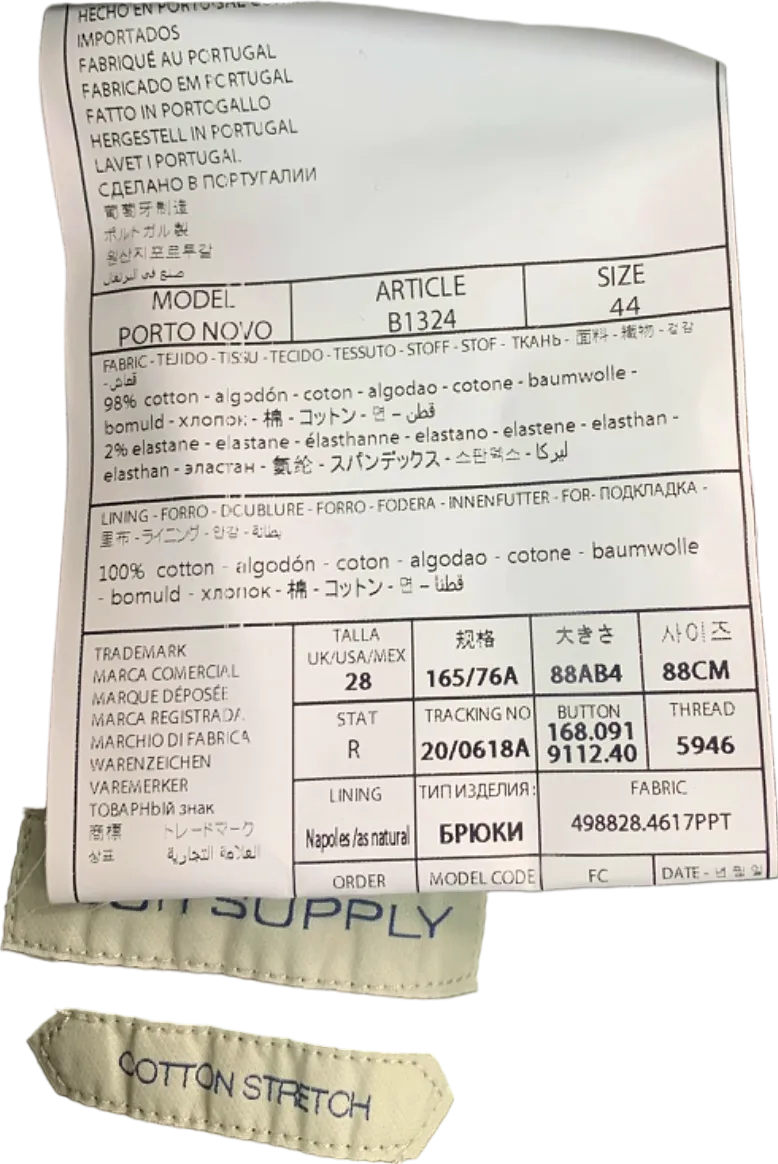 HECHO EN PORTUGAL
IMPORTADOS
FABRIQUÉ AU PORTUGAL
FABRICADO EM PORTUGAL
FATTO IN PORTOGALLO
HERGESTELL IN PORTUGAL
LAVET I PORTUGAL
СДЕЛАНО В ПОРТУГАЛИИ
葡萄牙制造
ポルトガル製
원산지 포르투갈
صنع في البرتغال
MODEL
PORTO NOVO
ARTICLE
B1324
SIZE
44
FABRIC - TEJIDO - TISSU - TECIDO - TESSUTO - STOFF - STOF - ТКАНЬ - 面料 - 織物 - 겉감
- قماش
98% cotton - algodón - coton - algodao - cotone - baumwolle -
bomuld - хлопок - 棉 - コットン - 면 - قطن
2% elastane - elastane - élasthanne - elastano - elastene - elasthan -
elasthan - эластан - 氨纶 - スパンデックス - 스판덱스 - ليركا
LINING - FORRO - DOUBLURE - FORRO - FODERA - INNENFUTTER - FOR- ПОДКЛАДКА -
里布 - ライニング - 안감 - بطانة
100% cotton - algodón - coton - algodao - cotone - baumwolle
- bomuld - хлопок - 棉 - コットン - 면 - قطنا
TRADEMARK
MARCA COMERCIAL
MARQUE DÉPOSÉE
MARCA REGISTRADA
MARCHIO DI FABRICA
WARENZEICHEN
VAREMERKER
ТОВАРНЫЙ знак
商標 トレードマーク
상표 العلامة التجارية
TALLA
UK/USA/MEX
28
规格
165/76A
大きさ
88AB4
사이즈
88CM
STAT
R
TRACKING NO
20/0618A
BUTTON
168.091
9112.40
THREAD
5946
LINING
Napoles /as natural
ТИП ИЗДЕЛИЯ:
БРЮКИ
FABRIC
498828.4617PPT
ORDER
MODEL CODE
FC
DATE - 년 월 일
SUPPLY
COTTON STRETCH